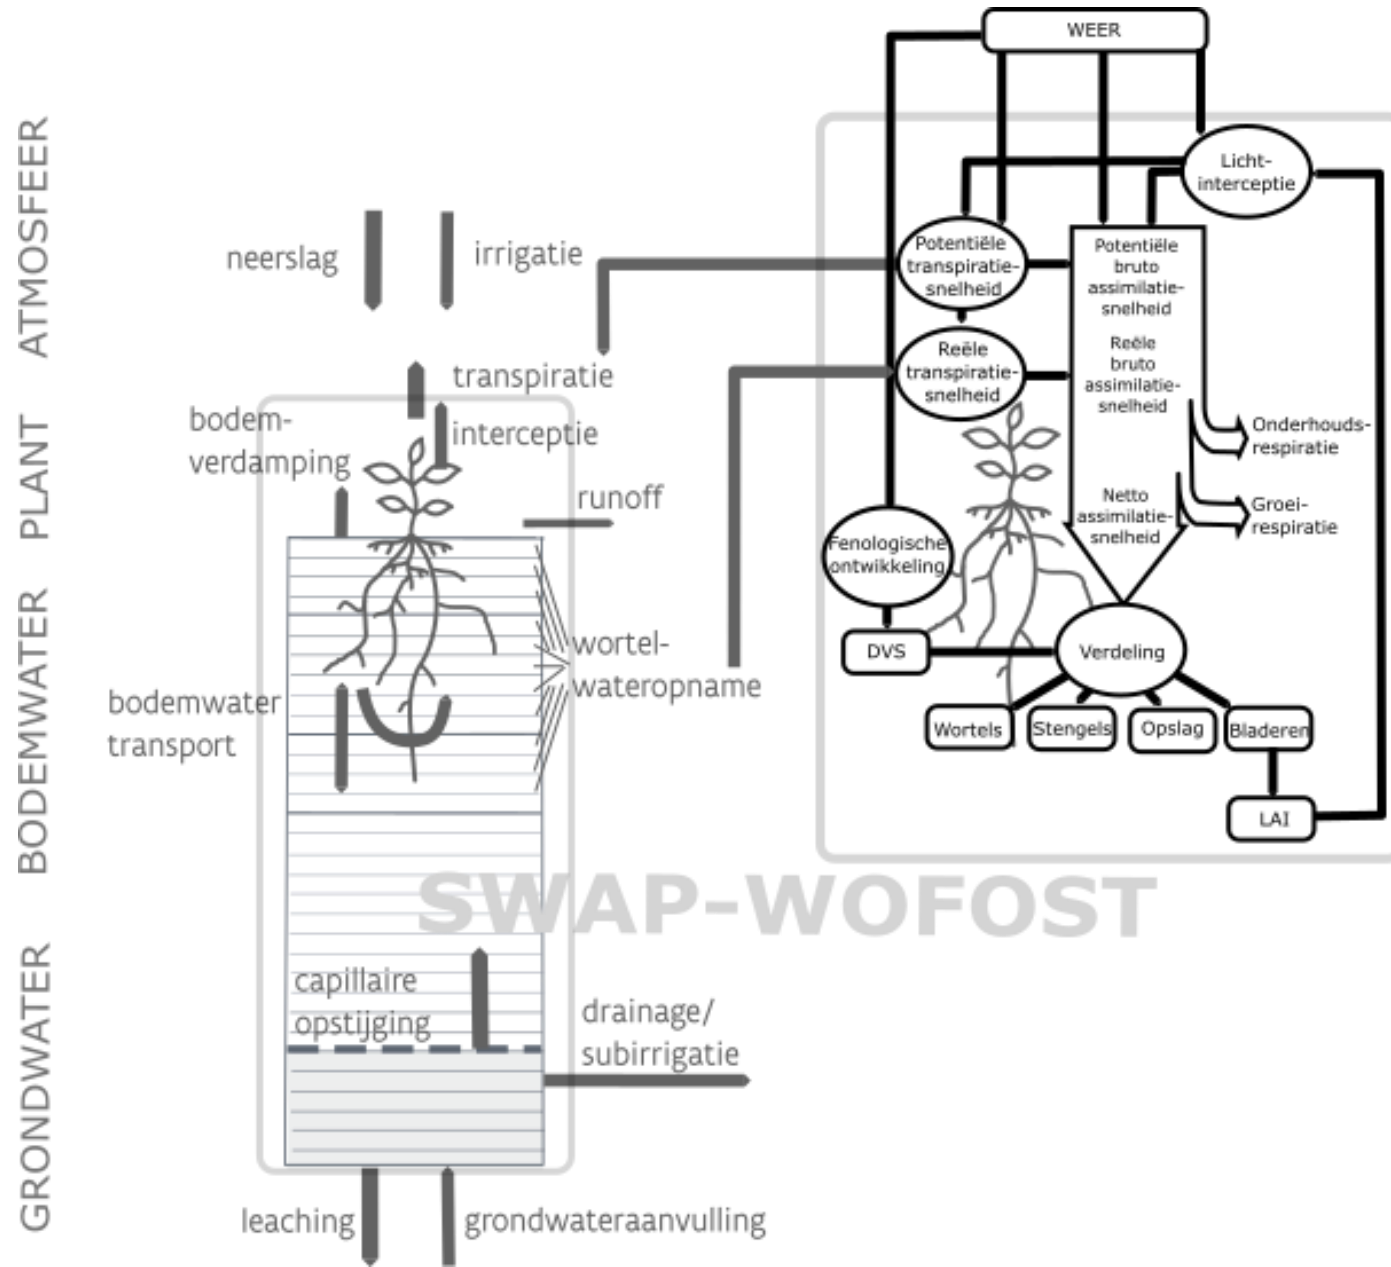 WEER
ATMOSFEER
PLANT
BODEMWATER
GRONDWATER
neerslag
irrigatie
transpiratie
bodem-
verdamping
interceptie
runoff
wortel-
wateropname
bodemwater
transport
capillaire
opstijging
drainage/
subirrigatie
leaching
grondwateraanvulling
SWAP-WOFOST
Licht-
interceptie
Potentiële
transpiratie-
snelheid
Reële
transpiratie-
snelheid
Potentiële
bruto
assimilatie-
snelheid
Reële
bruto
assimilatie-
snelheid
Onderhouds-
respiratie
Netto
assimilatie-
snelheid
Groei-
respiratie
Fenologische
ontwikkeling
DVS
Verdeling
Wortels
Stengels
Opslag
Bladeren
LAI